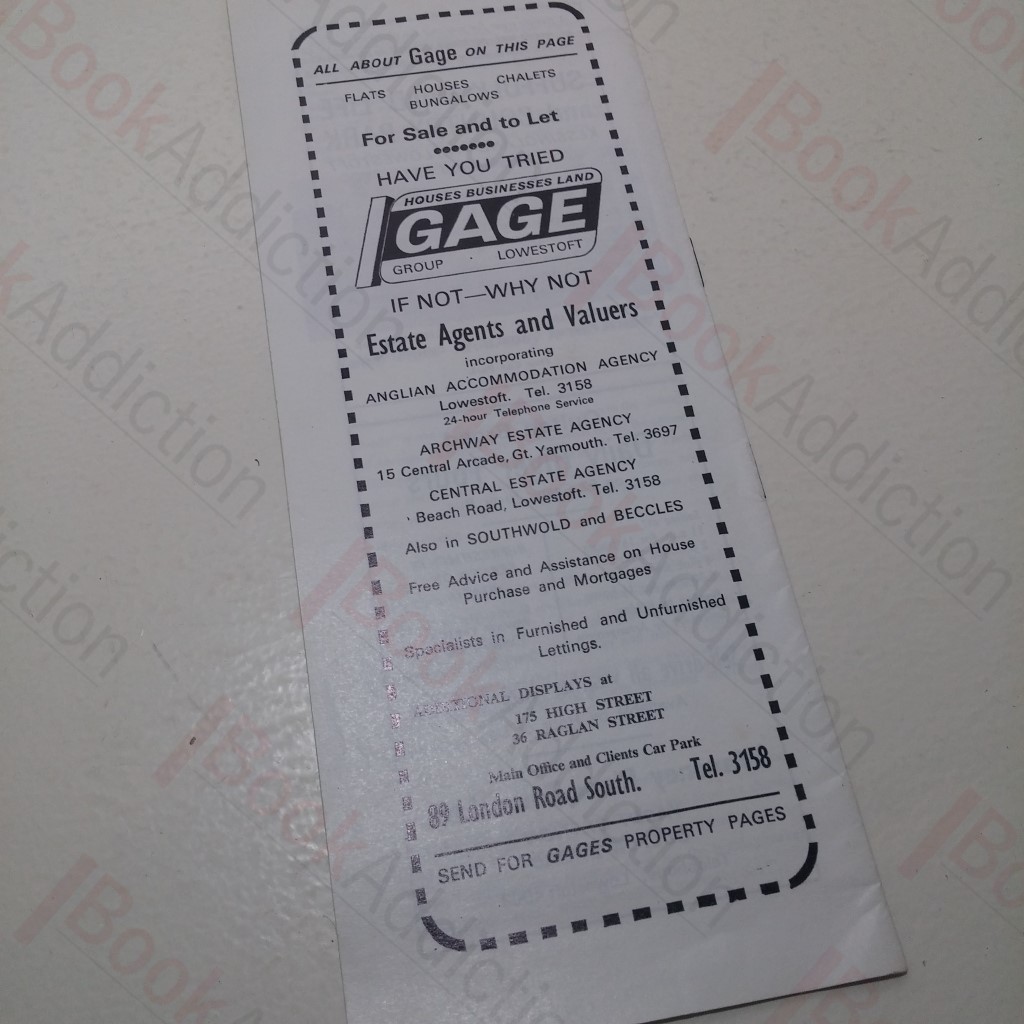 ALL ABOUT Gage ON THIS PAGE
FLATS HOUSES CHALETS
BUNGALOWS
For Sale and to Let
HAVE YOU TRIED
HOUSES BUSINESSES LAND
GAGE
GROUP · LOWESTOFT
IF NOT—WHY NOT
Estate Agents and Valuers
incorporating
ANGLIAN ACCOMMODATION AGENCY
Lowestoft. Tel. 3158
24-hour Telephone Service
ARCHWAY ESTATE AGENCY
15 Central Arcade, Gt. Yarmouth. Tel. 3697
CENTRAL ESTATE AGENCY
Beach Road, Lowestoft. Tel. 3158
Also in SOUTHWOLD and BECCLES
Free Advice and Assistance on House
Purchase and Mortgages
Specialists in Furnished and Unfurnished
Lettings.
ADDITIONAL DISPLAYS at
175 HIGH STREET
36 RAGLAN STREET
Main Office and Clients Car Park
89 London Road South. Tel. 3158
SEND FOR GAGES PROPERTY PAGES
BookAddiction